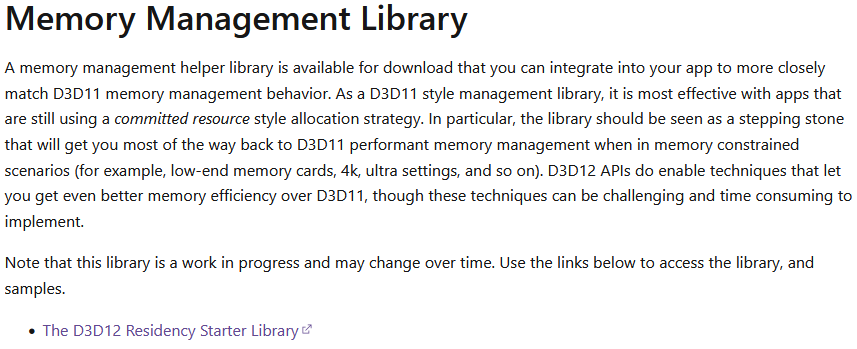 Memory Management Library
A memory management helper library is available for download that you can integrate into your app to more closely
match D3D11 memory management behavior. As a D3D11 style management library, it is most effective with apps that
are still using a committed resource style allocation strategy. In particular, the library should be seen as a stepping stone
that will get you most of the way back to D3D11 performant memory management when in memory constrained
scenarios (for example, low-end memory cards, 4k, ultra settings, and so on). D3D12 APIs do enable techniques that let
you get even better memory efficiency over D3D11, though these techniques can be challenging and time consuming to
implement.
Note that this library is a work in progress and may change over time. Use the links below to access the library, and
samples.
• The D3D12 Residency Starter Library